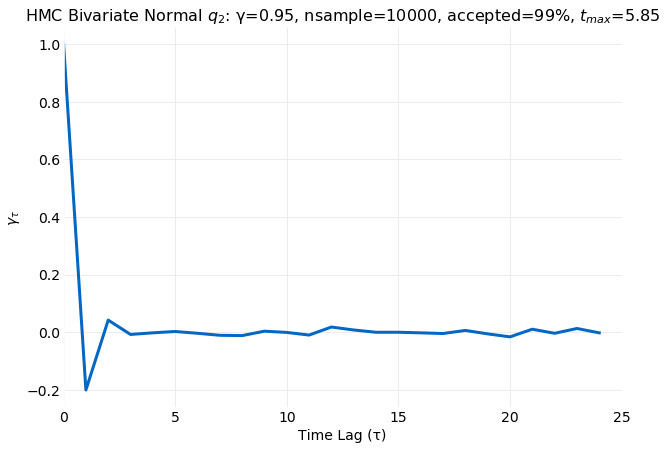 HMC Bivariate Normal q₂: γ=0.95, nsample=10000, accepted=99%, tₘₐₓ=5.85
1.0
0.8
0.6
0.4
0.2
0.0
−0.2
γτ
0 5 10 15 20 25
Time Lag (τ)